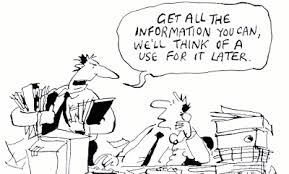 GET ALL THE
INFORMATION YOU CAN,
WE'LL THINK OF A
USE FOR IT LATER.